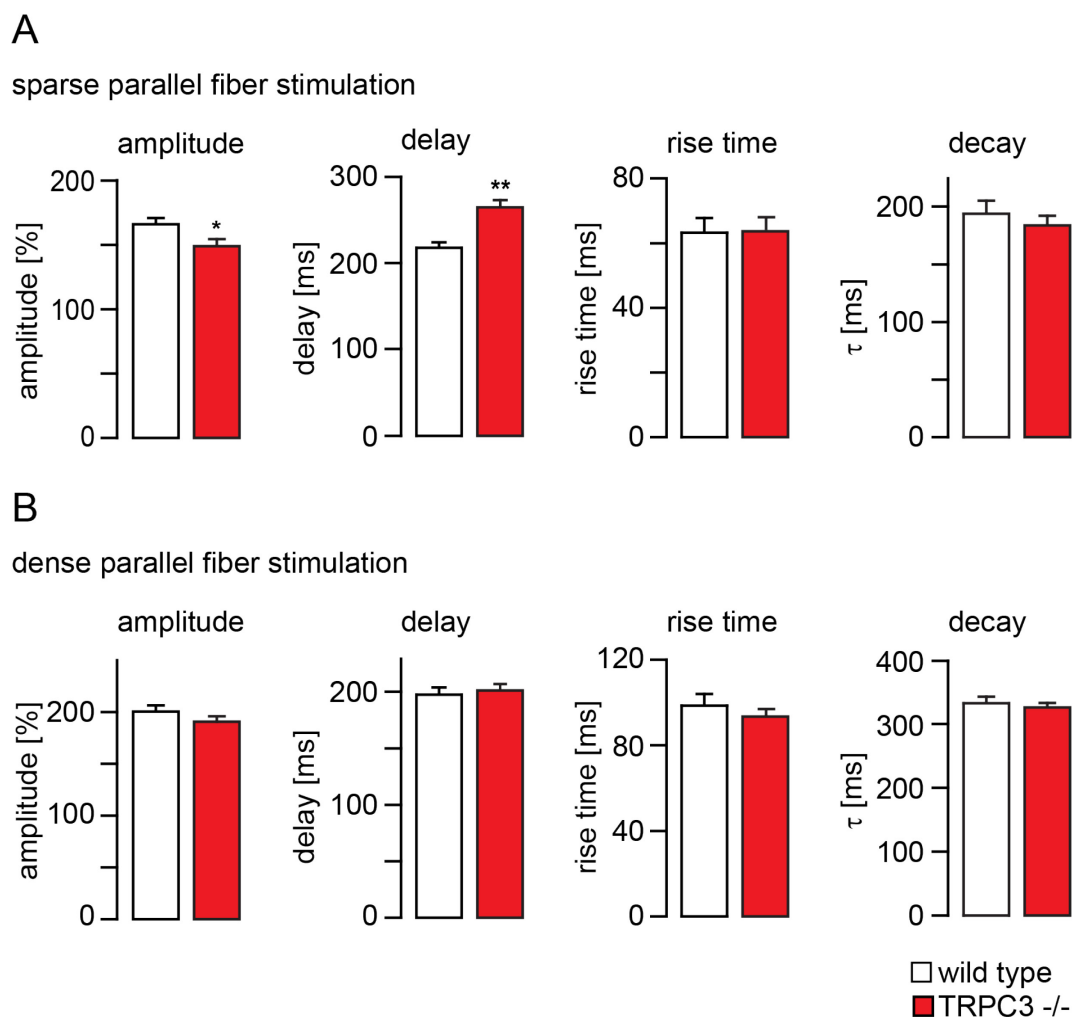 A
sparse parallel fiber stimulation
amplitude
delay
rise time
decay
amplitude [%]
200
100
0
*
delay [ms]
300
200
100
0
**
rise time [ms]
80
40
0
τ [ms]
200
100
0
B
dense parallel fiber stimulation
amplitude
delay
rise time
decay
amplitude [%]
200
100
0
delay [ms]
200
100
0
rise time [ms]
120
80
40
0
τ [ms]
400
300
200
100
0
wild type
TRPC3 -/-